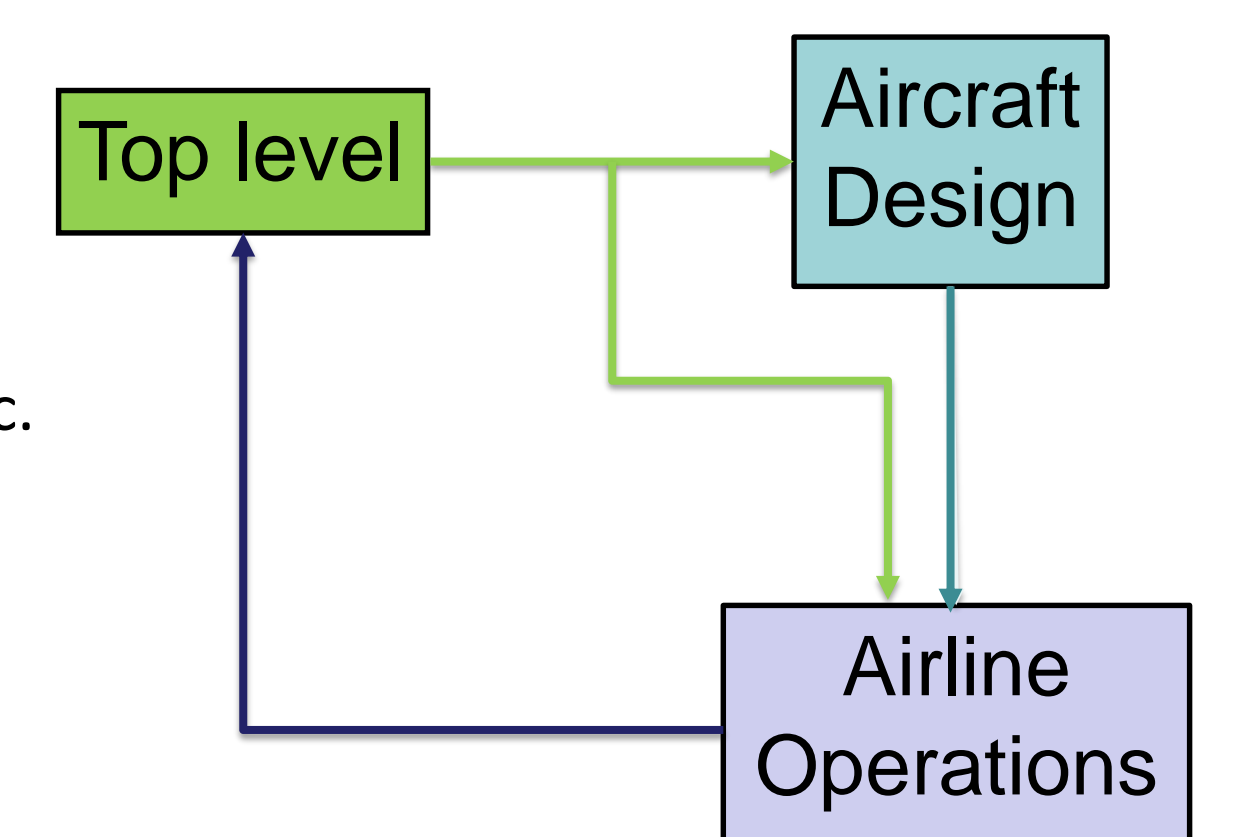 Top level
Aircraft
Design
c.
Airline
Operations